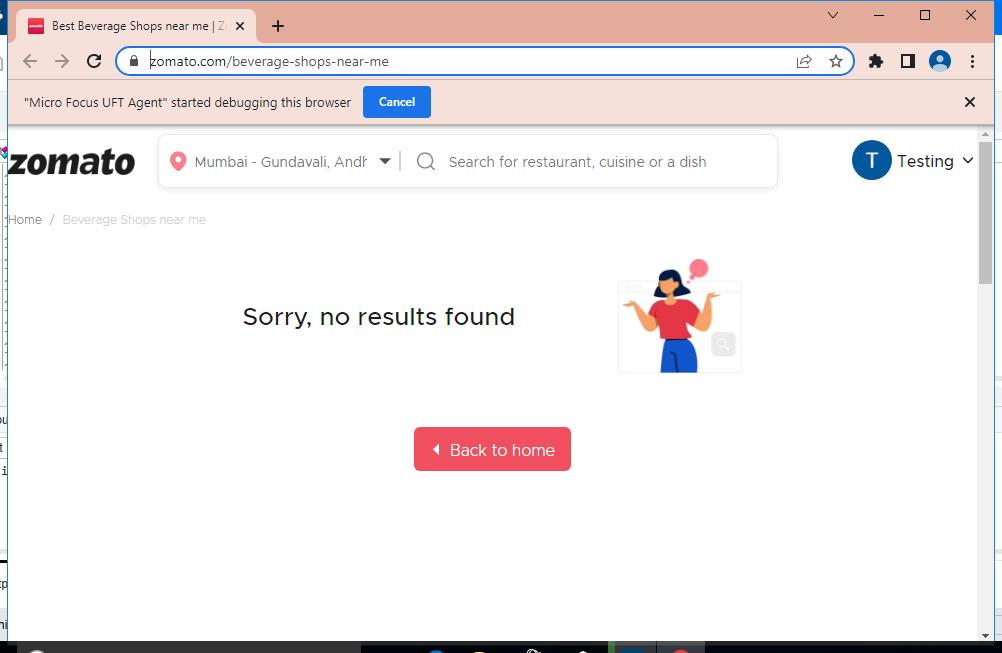 Best Beverage Shops near me | Z
zomato.com/beverage-shops-near-me
"Micro Focus UFT Agent" started debugging this browser
Cancel
zomato
Mumbai - Gundavali, Andh
Search for restaurant, cuisine or a dish
T
Testing
Home / Beverage Shops near me
Sorry, no results found
Back to home